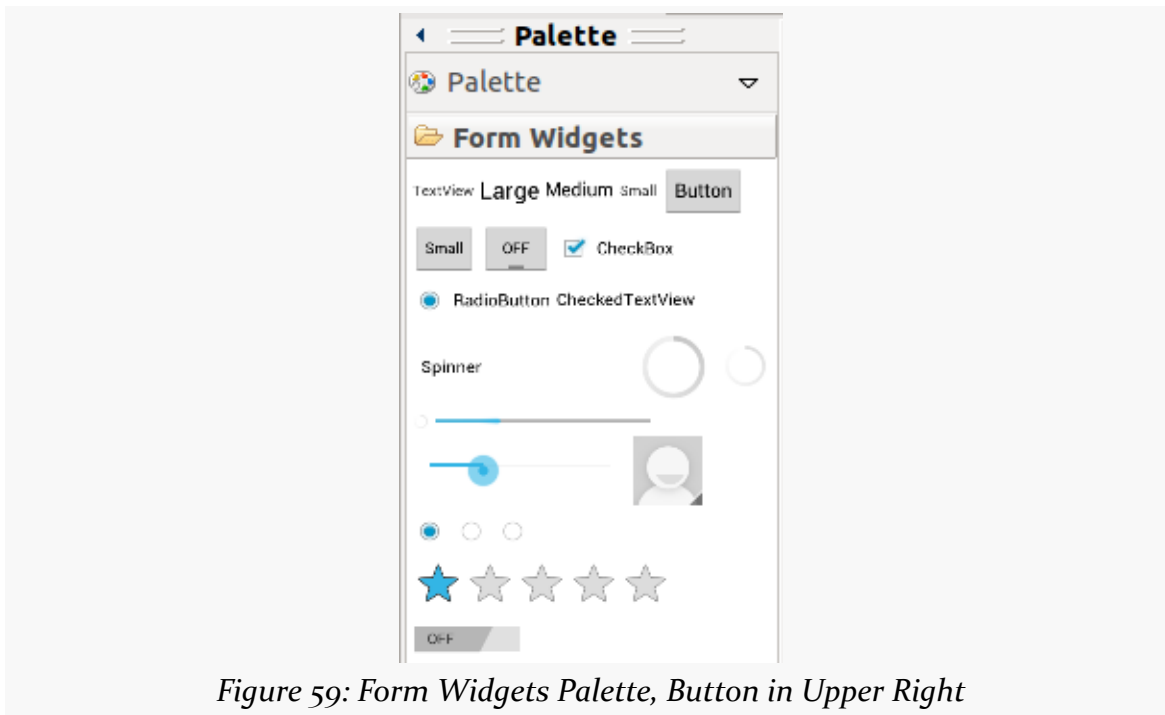 Palette
Palette
Form Widgets
TextView Large Medium Small Button
Small OFF CheckBox
RadioButton CheckedTextView
Spinner
OFF
Figure 59: Form Widgets Palette, Button in Upper Right